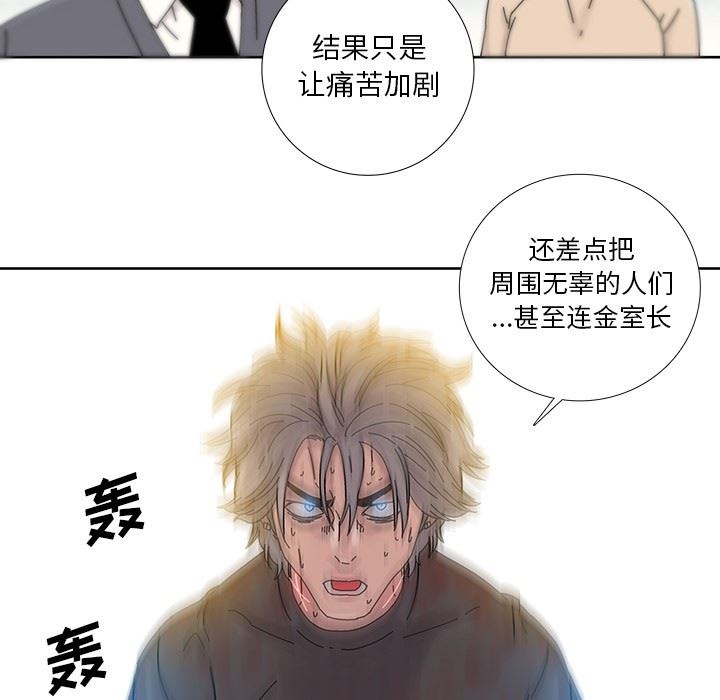 结果只是
让痛苦加剧
还差点把
周围无辜的人们
...甚至连金室长
轰
轰